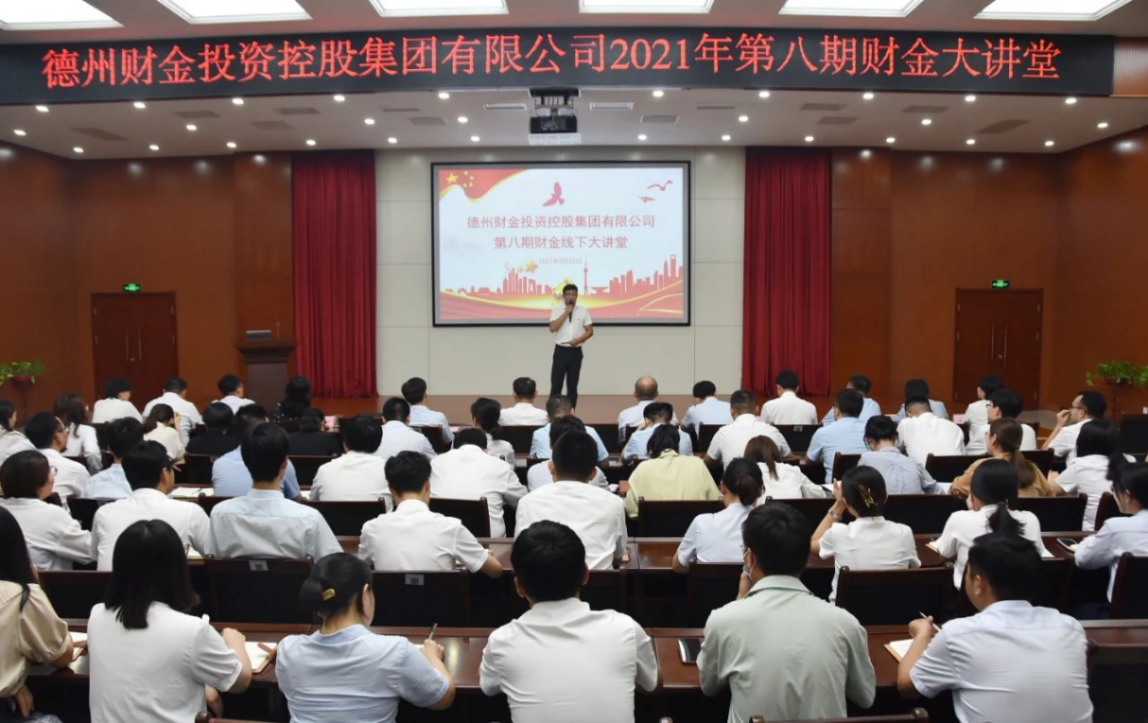 德州财金投资控股集团有限公司2021年第八期财金大讲堂
德州财金投资控股集团有限公司
第八期财金线下大讲堂